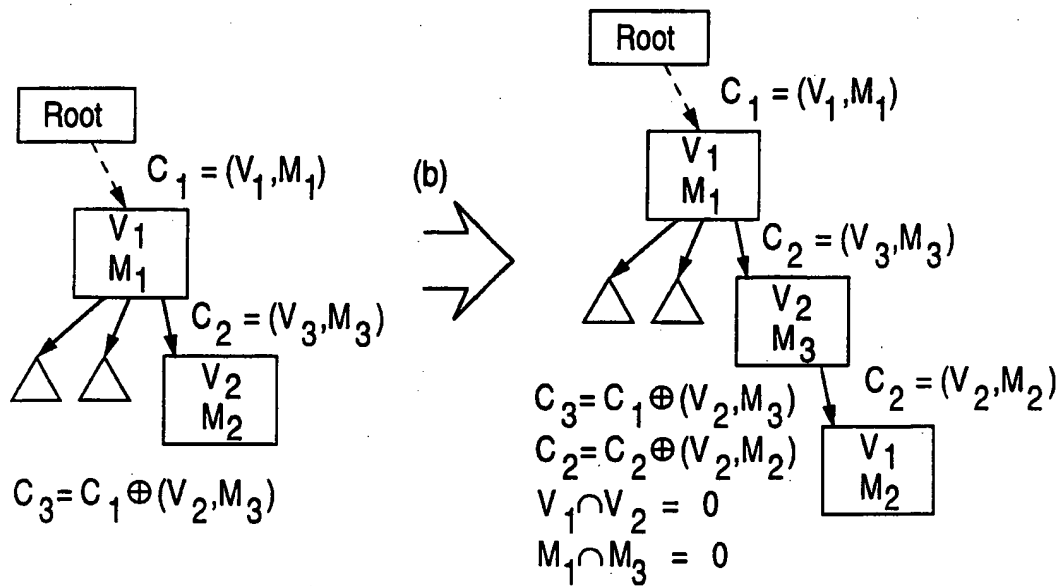 Root
C₁ = (V₁,M₁)
V₁
M₁
C₂ = (V₃,M₃)
V₂
M₂
C₃= C₁ ⊕ (V₂,M₃)
(b)
Root
C₁ = (V₁,M₁)
V₁
M₁
C₂ = (V₃,M₃)
V₂
M₃
C₂ = (V₂,M₂)
V₁
M₂
C₃= C₁ ⊕ (V₂,M₃)
C₂= C₂ ⊕ (V₂,M₂)
V₁∩V₂ = 0
M₁∩M₃ = 0